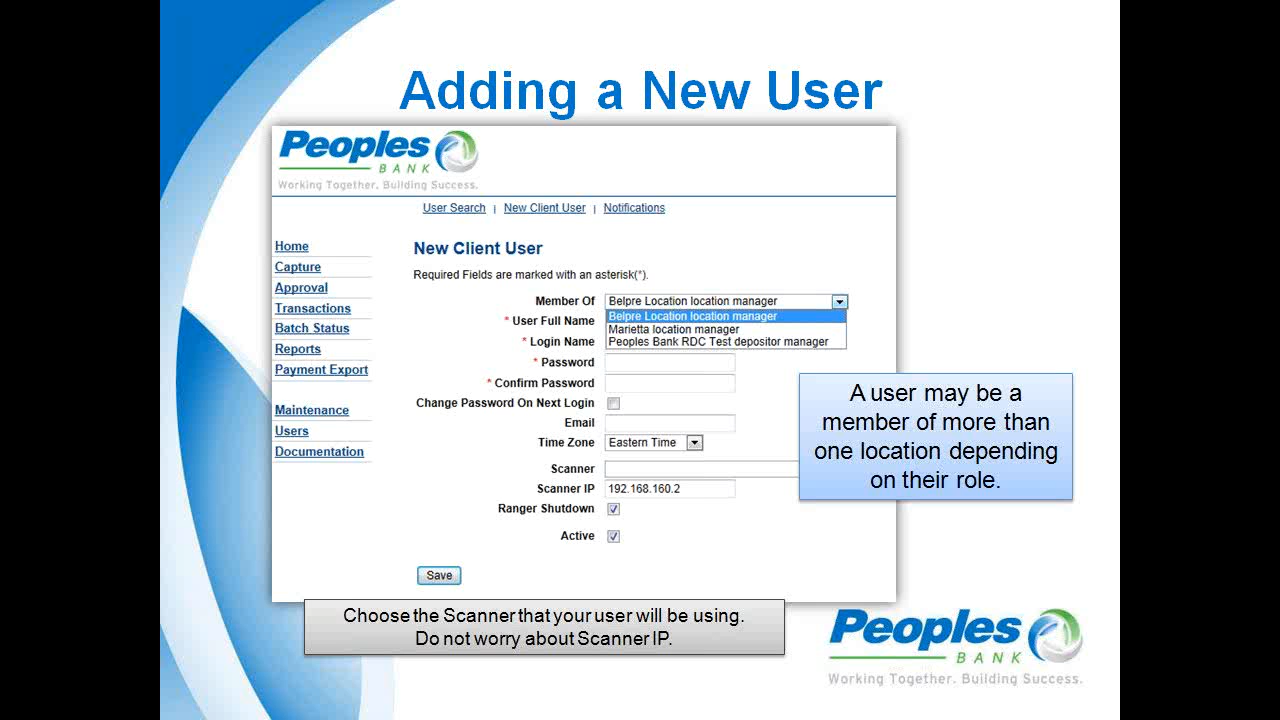 Adding a New User
Peoples
BANK
Working Together. Building Success.
User Search | New Client User | Notifications
Home
Capture
Approval
Transactions
Batch Status
Reports
Payment Export
Maintenance
Users
Documentation
New Client User
Required Fields are marked with an asterisk(*).
Member Of Belpre Location location manager
Belpre Location location manager
Marietta location manager
Peoples Bank RDC Test depositor manager
* User Full Name
* Login Name
* Password
* Confirm Password
Change Password On Next Login
Email
Time Zone Eastern Time
Scanner
Scanner IP 192.168.160.2
Ranger Shutdown
Active
Save
A user may be a
member of more than
one location depending
on their role.
Choose the Scanner that your user will be using.
Do not worry about Scanner IP.
Peoples
BANK
Working Together. Building Success.